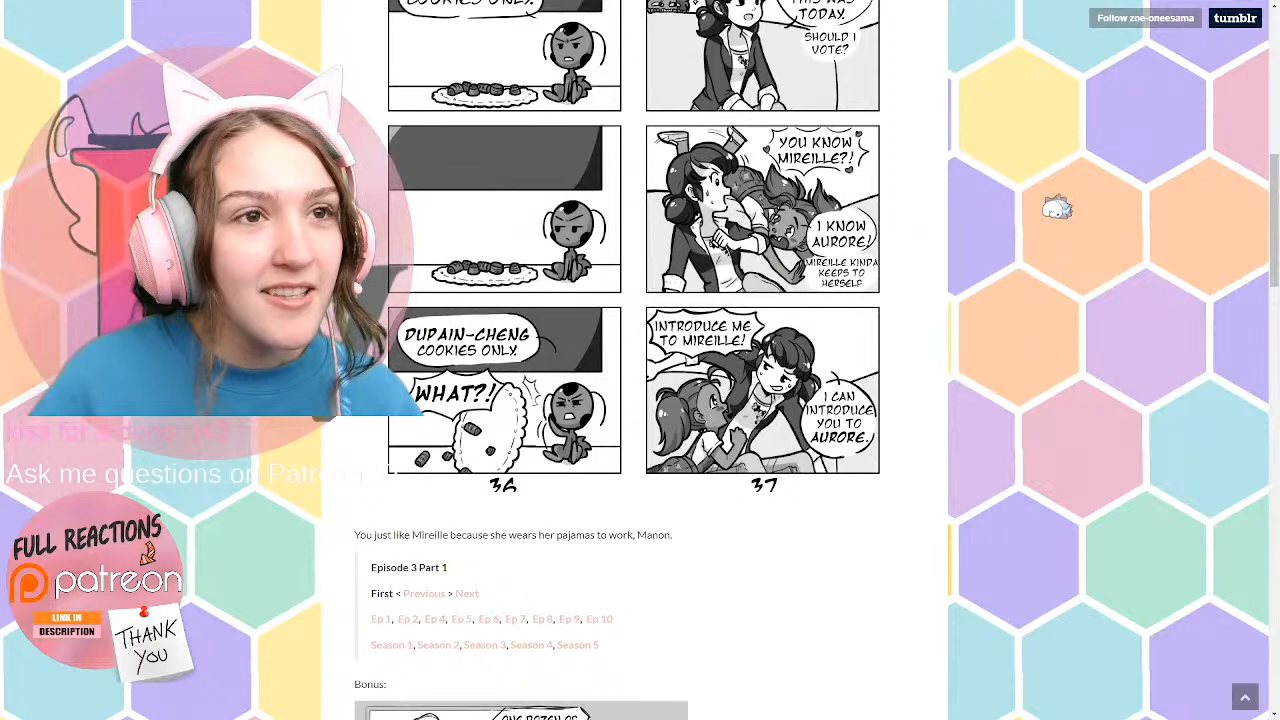 Follow zoe-oneesama
tumblr
COOKIES ONLY.
THIS WAS
TODAY.
SHOULD I
VOTE?
YOU KNOW
MIREILLE?!
I KNOW
AURORE!
MIREILLE KINDA
KEEPS TO
HERSELF
DUPAIN-CHENG
COOKIES ONLY.
WHAT?!
INTRODUCE ME
TO MIREILLE!
I CAN
INTRODUCE
YOU TO
AURORE.
36
37
Ask me questions on Patreon
FULL REACTIONS
patreon
LINK IN
DESCRIPTION
THANK
YOU
You just like Mireille because she wears her pajamas to work, Manon.
Episode 3 Part 1
First < Previous > Next
Ep 1, Ep 2, Ep 4, Ep 5, Ep 6, Ep 7, Ep 8, Ep 9, Ep 10
Season 1, Season 2, Season 3, Season 4, Season 5
Bonus:
ONE DOZEN OF